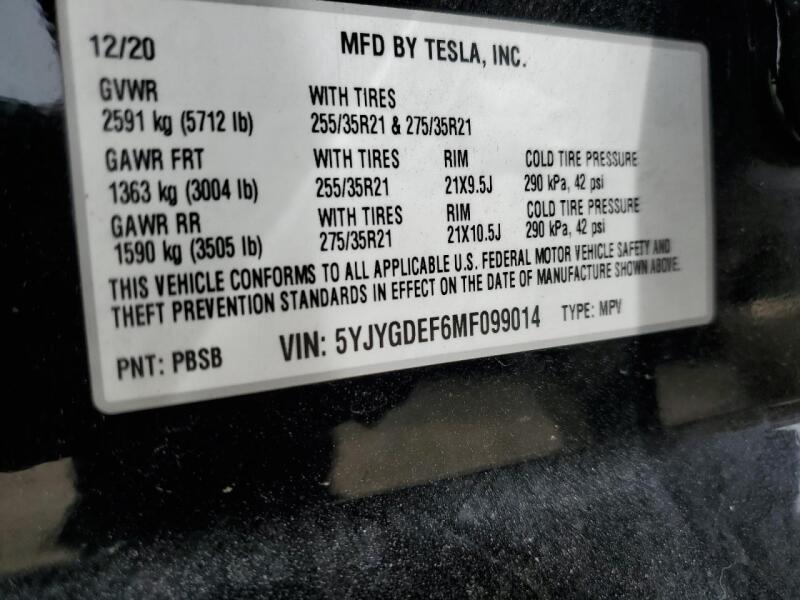 12/20 MFD BY TESLA, INC.
GVWR WITH TIRES
2591 kg (5712 lb) 255/35R21 & 275/35R21
GAWR FRT WITH TIRES RIM COLD TIRE PRESSURE
1363 kg (3004 lb) 255/35R21 21X9.5J 290 kPa, 42 psi
GAWR RR WITH TIRES RIM COLD TIRE PRESSURE
1590 kg (3505 lb) 275/35R21 21X10.5J 290 kPa, 42 psi
THIS VEHICLE CONFORMS TO ALL APPLICABLE U.S. FEDERAL MOTOR VEHICLE SAFETY AND
THEFT PREVENTION STANDARDS IN EFFECT ON THE DATE OF MANUFACTURE SHOWN ABOVE.
PNT: PBSB VIN: 5YJYGDEF6MF099014 TYPE: MPV